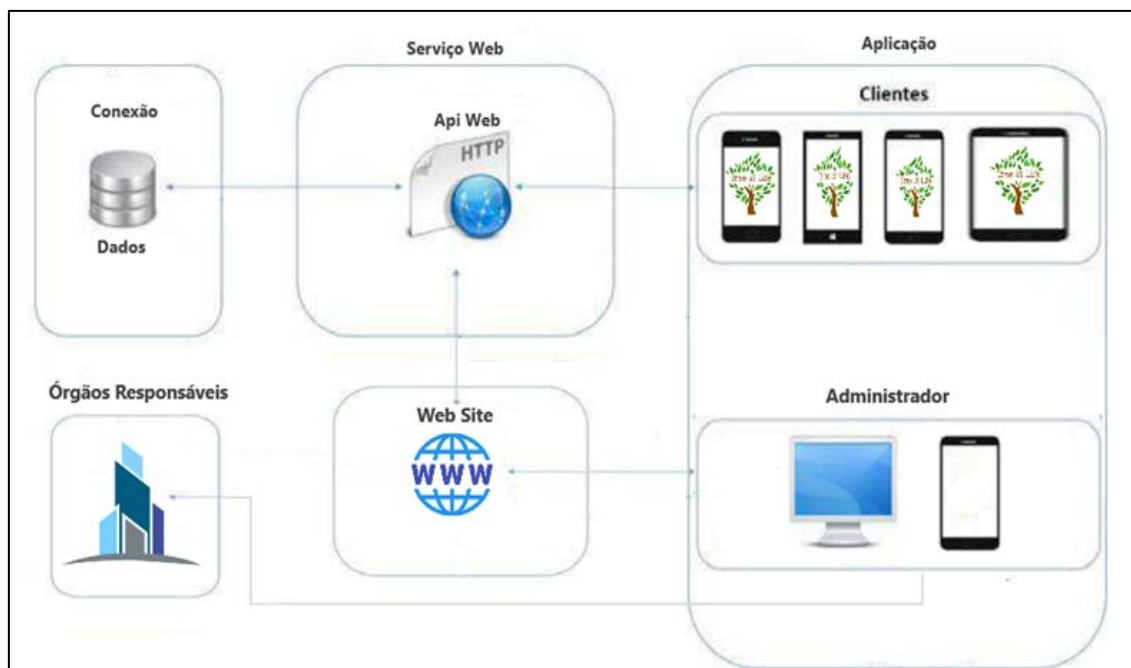 Serviço Web
Aplicação
Conexão
Dados
Api Web
HTTP
Clientes
Órgãos Responsáveis
Web Site
WWW
Administrador